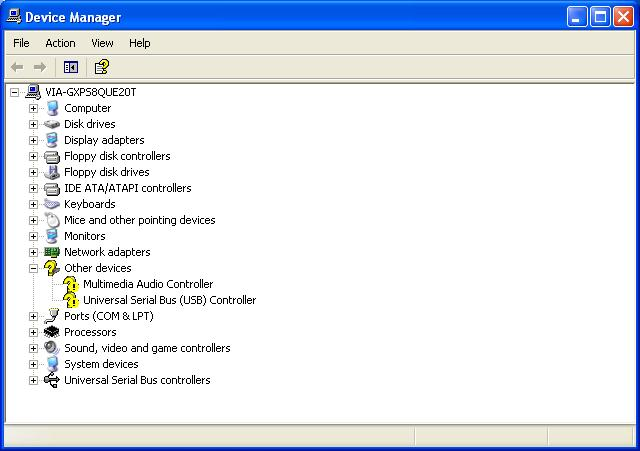 Device Manager
File Action View Help
VIA-GXPS8QUE20T
Computer
Disk drives
Display adapters
Floppy disk controllers
Floppy disk drives
IDE ATA/ATAPI controllers
Keyboards
Mice and other pointing devices
Monitors
Network adapters
Other devices
Multimedia Audio Controller
Universal Serial Bus (USB) Controller
Ports (COM & LPT)
Processors
Sound, video and game controllers
System devices
Universal Serial Bus controllers